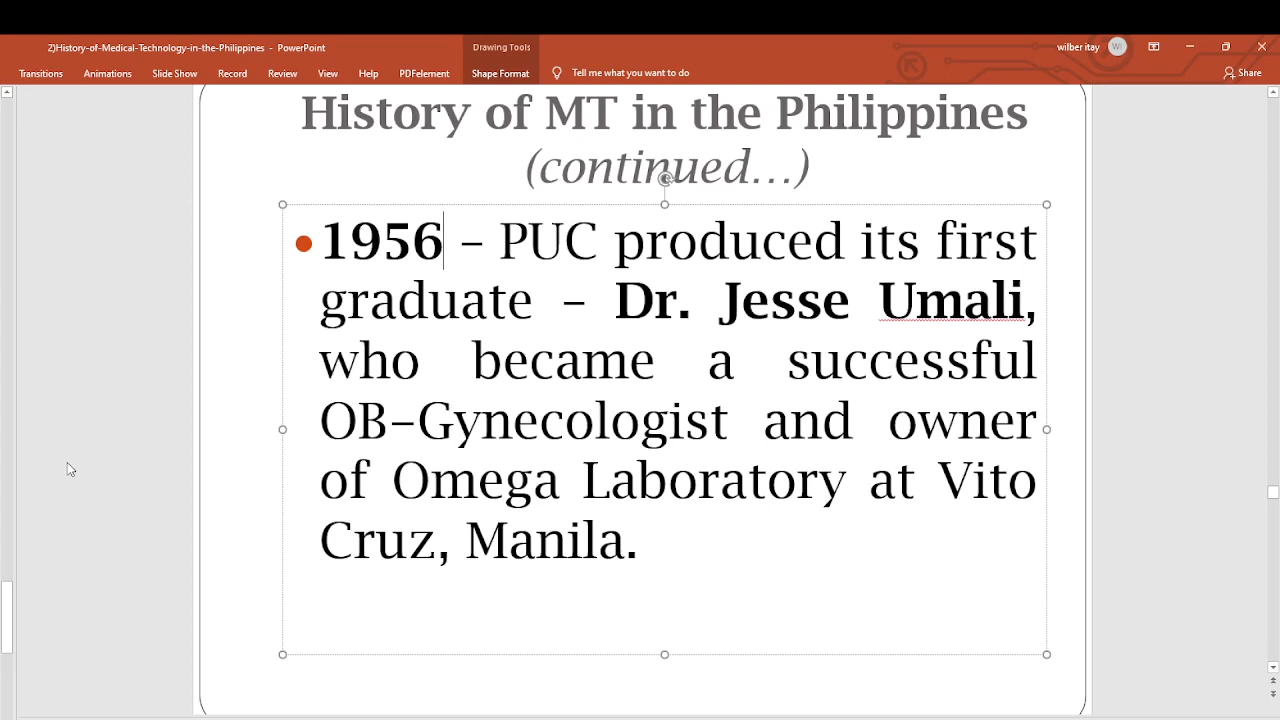 2)History-of-Medical-Technology-in-the-Philippines - PowerPoint
Drawing Tools
wilber itay
WI
Transitions Animations Slide Show Record Review View Help PDFelement Shape Format Tell me what you want to do Share
History of MT in the Philippines
(continued...)
• 1956 – PUC produced its first
graduate – Dr. Jesse Umali,
who became a successful
OB-Gynecologist and owner
of Omega Laboratory at Vito
Cruz, Manila.